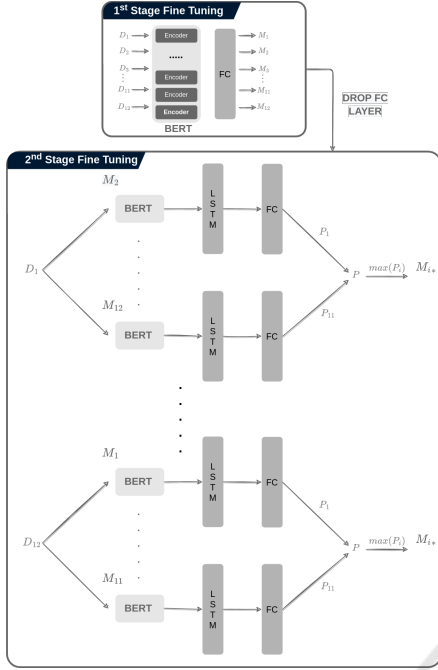 1st Stage Fine Tuning
D1 Encoder M1
D2 ..... M2
D3 M3
Encoder FC
D11 Encoder M11
D12 Encoder M12
BERT
DROP FC
LAYER
2nd Stage Fine Tuning
M2
BERT
L
S
T
M
FC
P1
D1
P max(Pi) Mi*
M12
P11
BERT
L
S
T
M
FC
M1
BERT
L
S
T
M
FC
P1
D12
P max(Pi) Mi*
M11
P11
BERT
L
S
T
M
FC